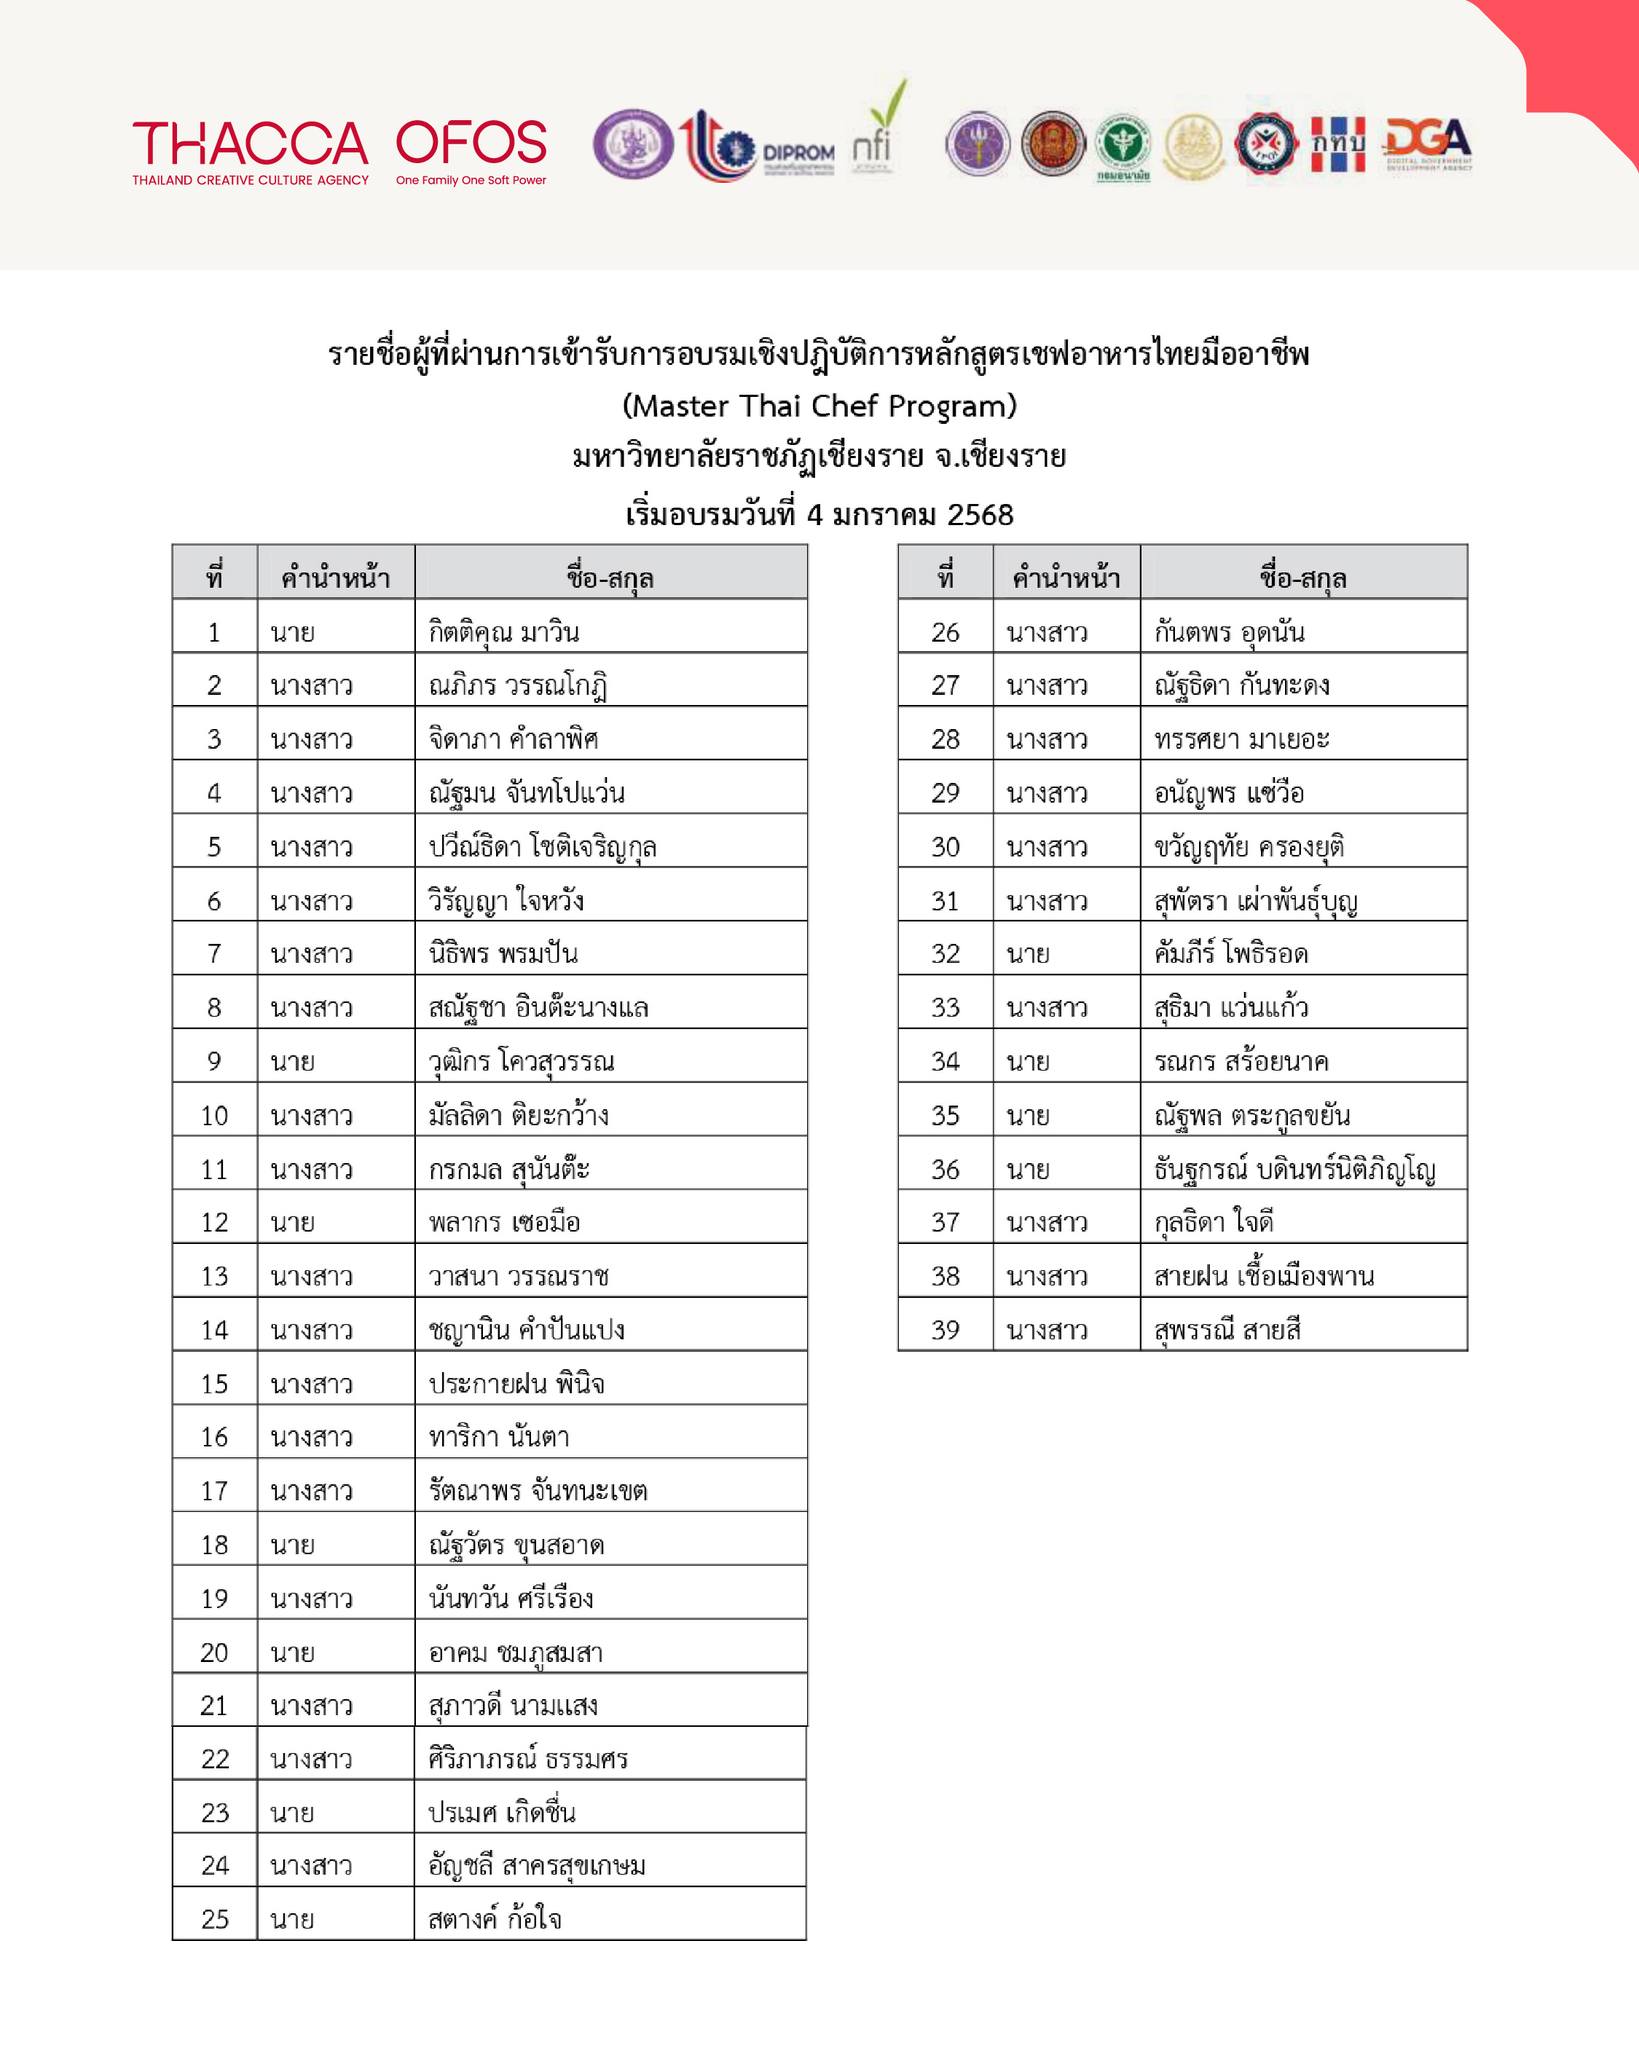 THACCA OFOS
THAILAND CREATIVE CULTURE AGENCY One Family One Soft Power
DIPROM
nfi
กรมอนามัย
กทบ
DGA
DIGITAL GOVERNMENT
DEVELOPMENT AGENCY
รายชื่อผู้ที่ผ่านการเข้ารับการอบรมเชิงปฎิบัติการหลักสูตรเชฟอาหารไทยมืออาชีพ
(Master Thai Chef Program)
มหาวิทยาลัยราชภัฏเชียงราย จ.เชียงราย
เริ่มอบรมวันที่ 4 มกราคม 2568
ที่ คำนำหน้า ชื่อ-สกุล
1 นาย กิตติคุณ มาวิน
2 นางสาว ณภิภร วรรณโกฎิ
3 นางสาว จิดาภา คำลาพิศ
4 นางสาว ณัฐมน จันทโปแว่น
5 นางสาว ปวีณ์ธิดา โชติเจริญกุล
6 นางสาว วิรัญญา ใจหวัง
7 นางสาว นิธิพร พรมปัน
8 นางสาว สณัฐชา อินต๊ะนางแล
9 นาย วุฒิกร โควสุวรรณ
10 นางสาว มัลลิดา ติยะกว้าง
11 นางสาว กรกมล สุนันต๊ะ
12 นาย พลากร เซอมือ
13 นางสาว วาสนา วรรณราช
14 นางสาว ชญานิน คำปันแปง
15 นางสาว ประกายฝน พินิจ
16 นางสาว ทาริกา นันตา
17 นางสาว รัตณาพร จันทนะเขต
18 นาย ณัฐวัตร ขุนสอาด
19 นางสาว นันทวัน ศรีเรือง
20 นาย อาคม ชมภูสมสา
21 นางสาว สุภาวดี นามแสง
22 นางสาว ศิริภาภรณ์ ธรรมศร
23 นาย ปรเมศ เกิดชื่น
24 นางสาว อัญชลี สาครสุขเกษม
25 นาย สตางค์ ก้อใจ
ที่ คำนำหน้า ชื่อ-สกุล
26 นางสาว กันตพร อุดนัน
27 นางสาว ณัฐธิดา กันทะดง
28 นางสาว ทรรศยา มาเยอะ
29 นางสาว อนัญพร แซ่วือ
30 นางสาว ขวัญฤทัย ครองยุติ
31 นางสาว สุพัตรา เผ่าพันธุ์บุญ
32 นาย คัมภีร์ โพธิรอด
33 นางสาว สุธิมา แว่นแก้ว
34 นาย รณกร สร้อยนาค
35 นาย ณัฐพล ตระกูลขยัน
36 นาย ธันฐกรณ์ บดินทร์นิติภิญโญ
37 นางสาว กุลธิดา ใจดี
38 นางสาว สายฝน เชื้อเมืองพาน
39 นางสาว สุพรรณี สายสี